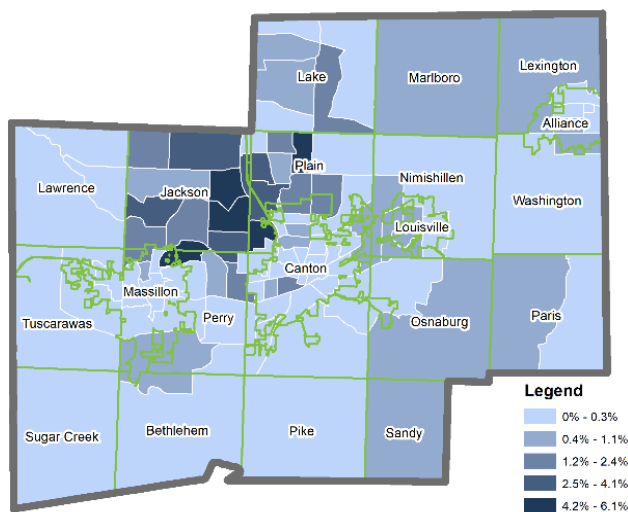 Lake
Marlboro
Lexington
Alliance
Lawrence
Jackson
Plain
Nimishillen
Washington
Louisville
Canton
Massillon
Tuscarawas
Perry
Osnaburg
Paris
Sugar Creek
Bethlehem
Pike
Sandy
Legend
0% - 0.3%
0.4% - 1.1%
1.2% - 2.4%
2.5% - 4.1%
4.2% - 6.1%